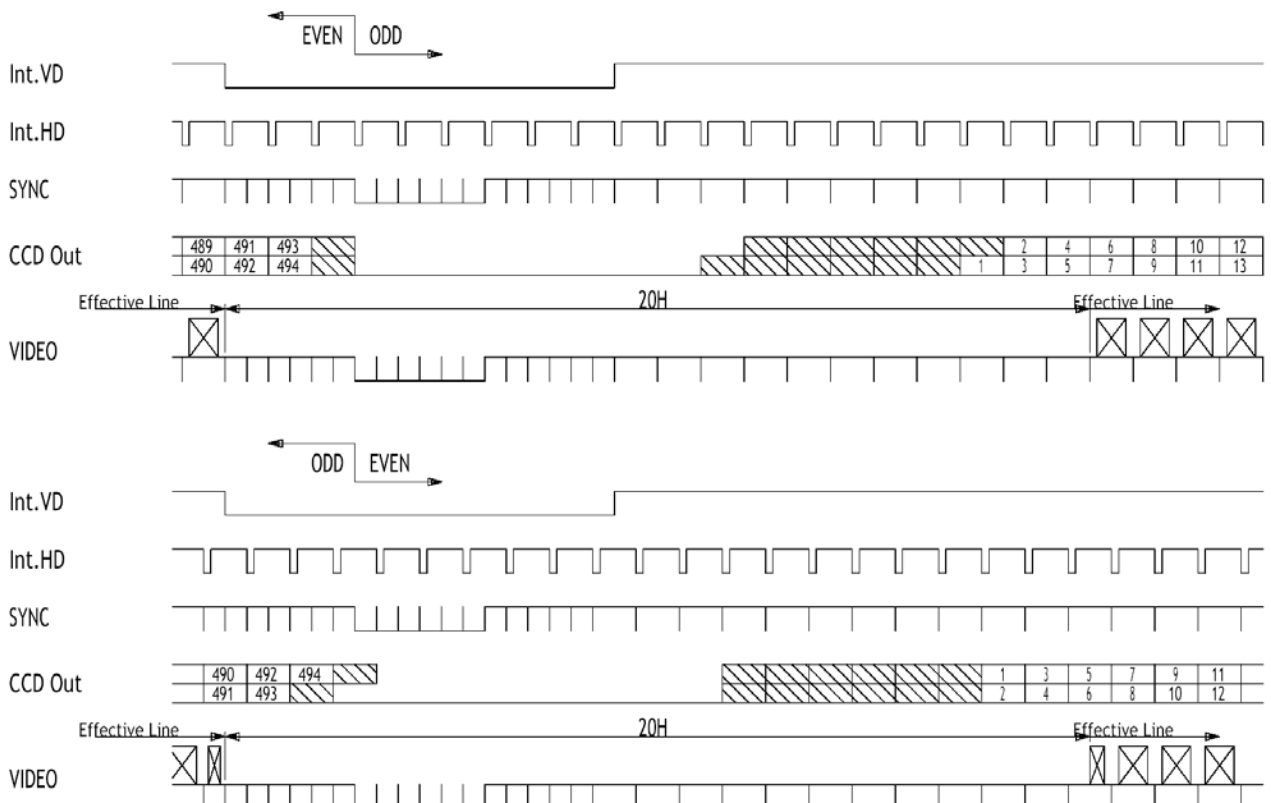 EVEN ODD
Int.VD
Int.HD
SYNC
CCD Out
489 491 493 2 4 6 8 10 12
490 492 494 1 3 5 7 9 11 13
Effective Line 20H Effective Line
VIDEO
ODD EVEN
Int.VD
Int.HD
SYNC
CCD Out
490 492 494 1 3 5 7 9 11
491 493 2 4 6 8 10 12
Effective Line 20H Effective Line
VIDEO